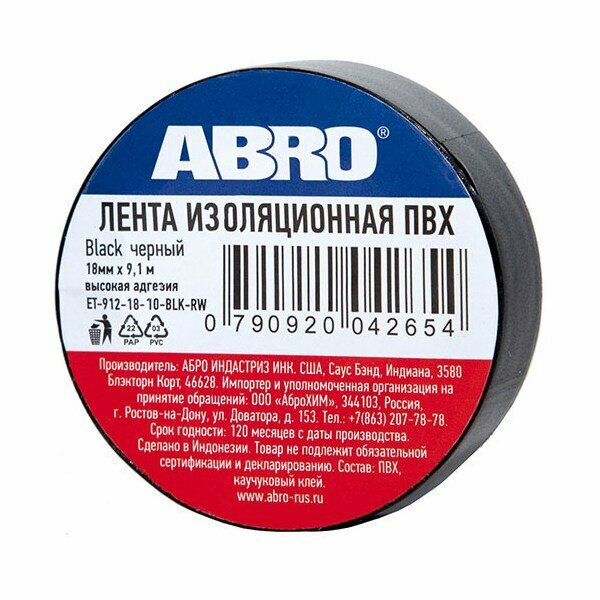 ABRO®
ЛЕНТА ИЗОЛЯЦИОННАЯ ПВХ
Black черный
18мм x 9,1 м
высокая адгезия
ET-912-18-10-BLK-RW
0 790920 042654
22 03
PAP PVC
Производитель: АБРО ИНДАСТРИЗ ИНК. США, Саус Бэнд, Индиана, 3580
Блэкторн Корт, 46628. Импортер и уполномоченная организация на
принятие обращений: ООО «АброХИМ», 344103, Россия,
г. Ростов-на-Дону, ул. Доватора, д. 153. Тел.: +7(863) 207-78-78.
Срок годности: 120 месяцев с даты производства.
Сделано в Индонезии. Товар не подлежит обязательной
сертификации и декларированию. Состав: ПВХ,
каучуковый клей.
www.abro-rus.ru